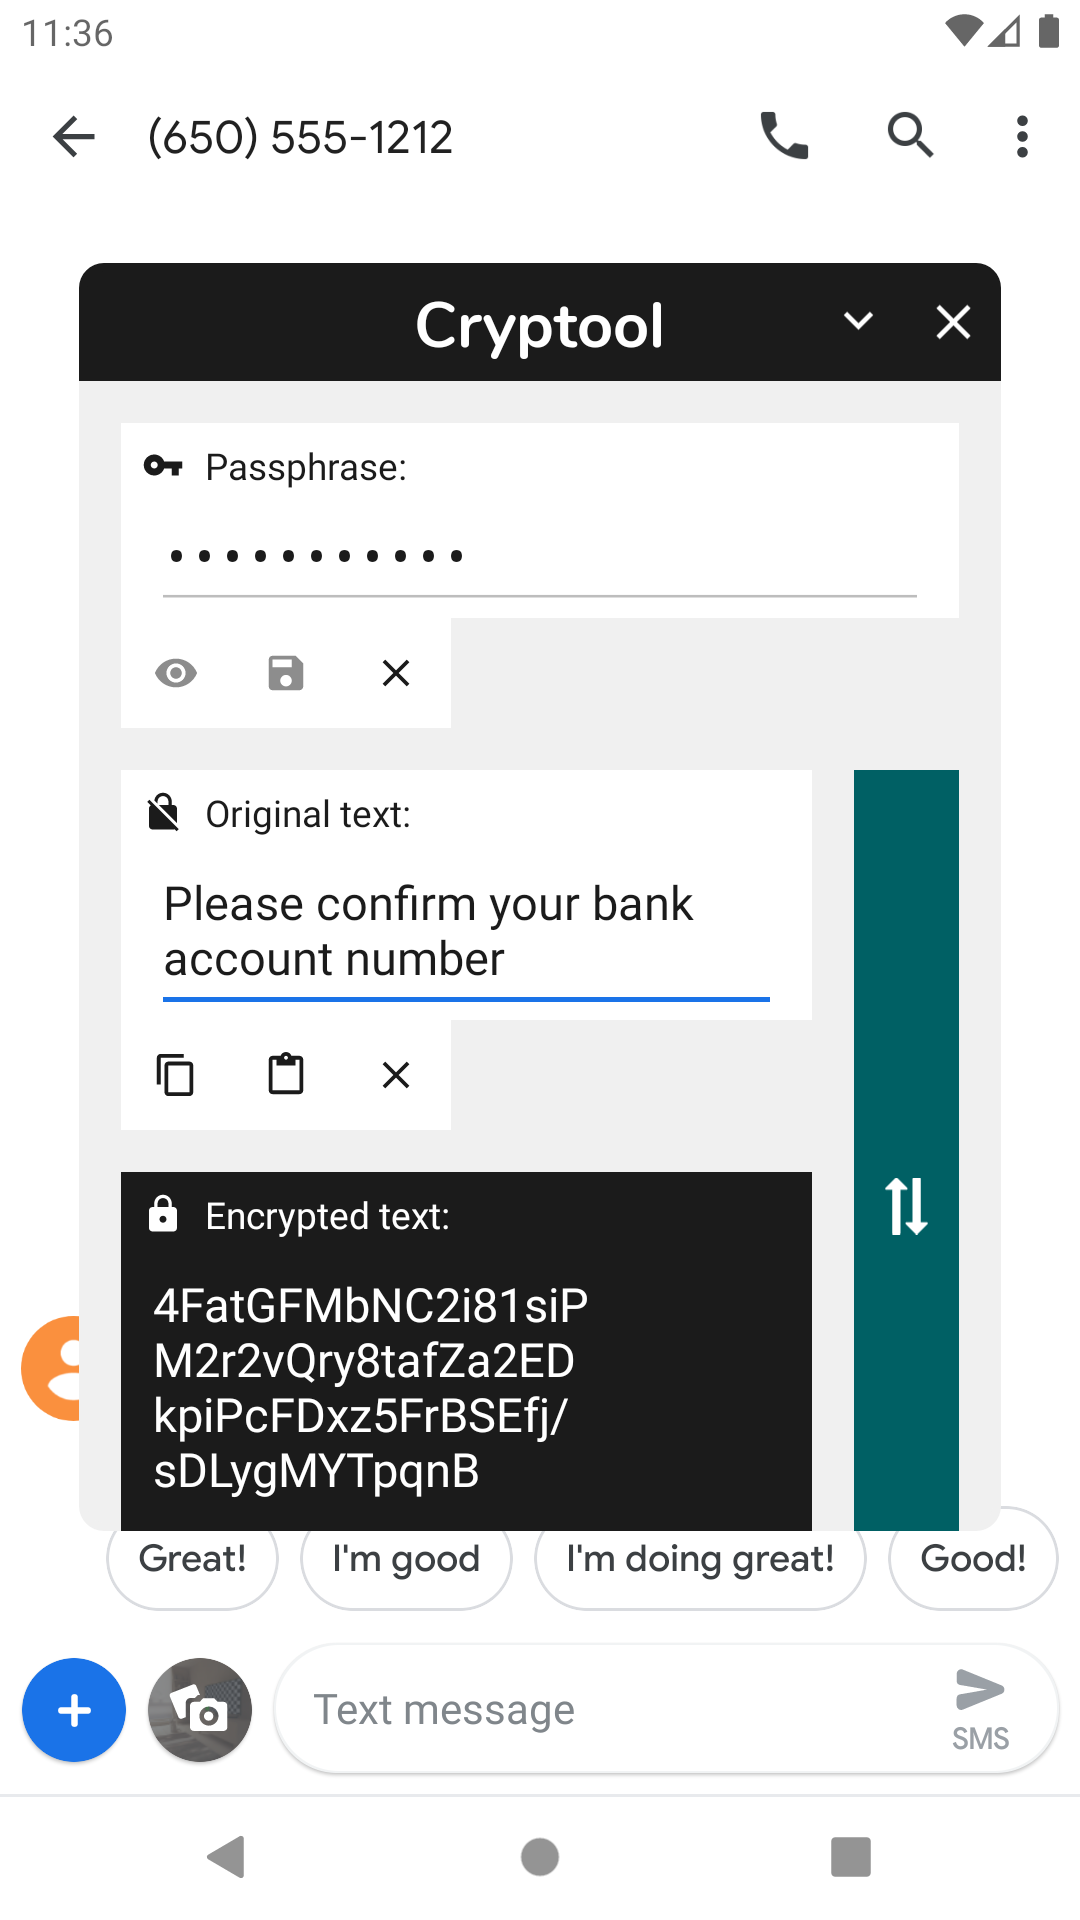 11:36
(650) 555-1212
Cryptool
Passphrase:
•••••••••••
Original text:
Please confirm your bank
account number
Encrypted text:
4FatGFMbNC2i81siP
M2r2vQry8tafZa2ED
kpiPcFDxz5FrBSEfj/
sDLygMYTpqnB
Great!
I'm good
I'm doing great!
Good!
Text message
SMS